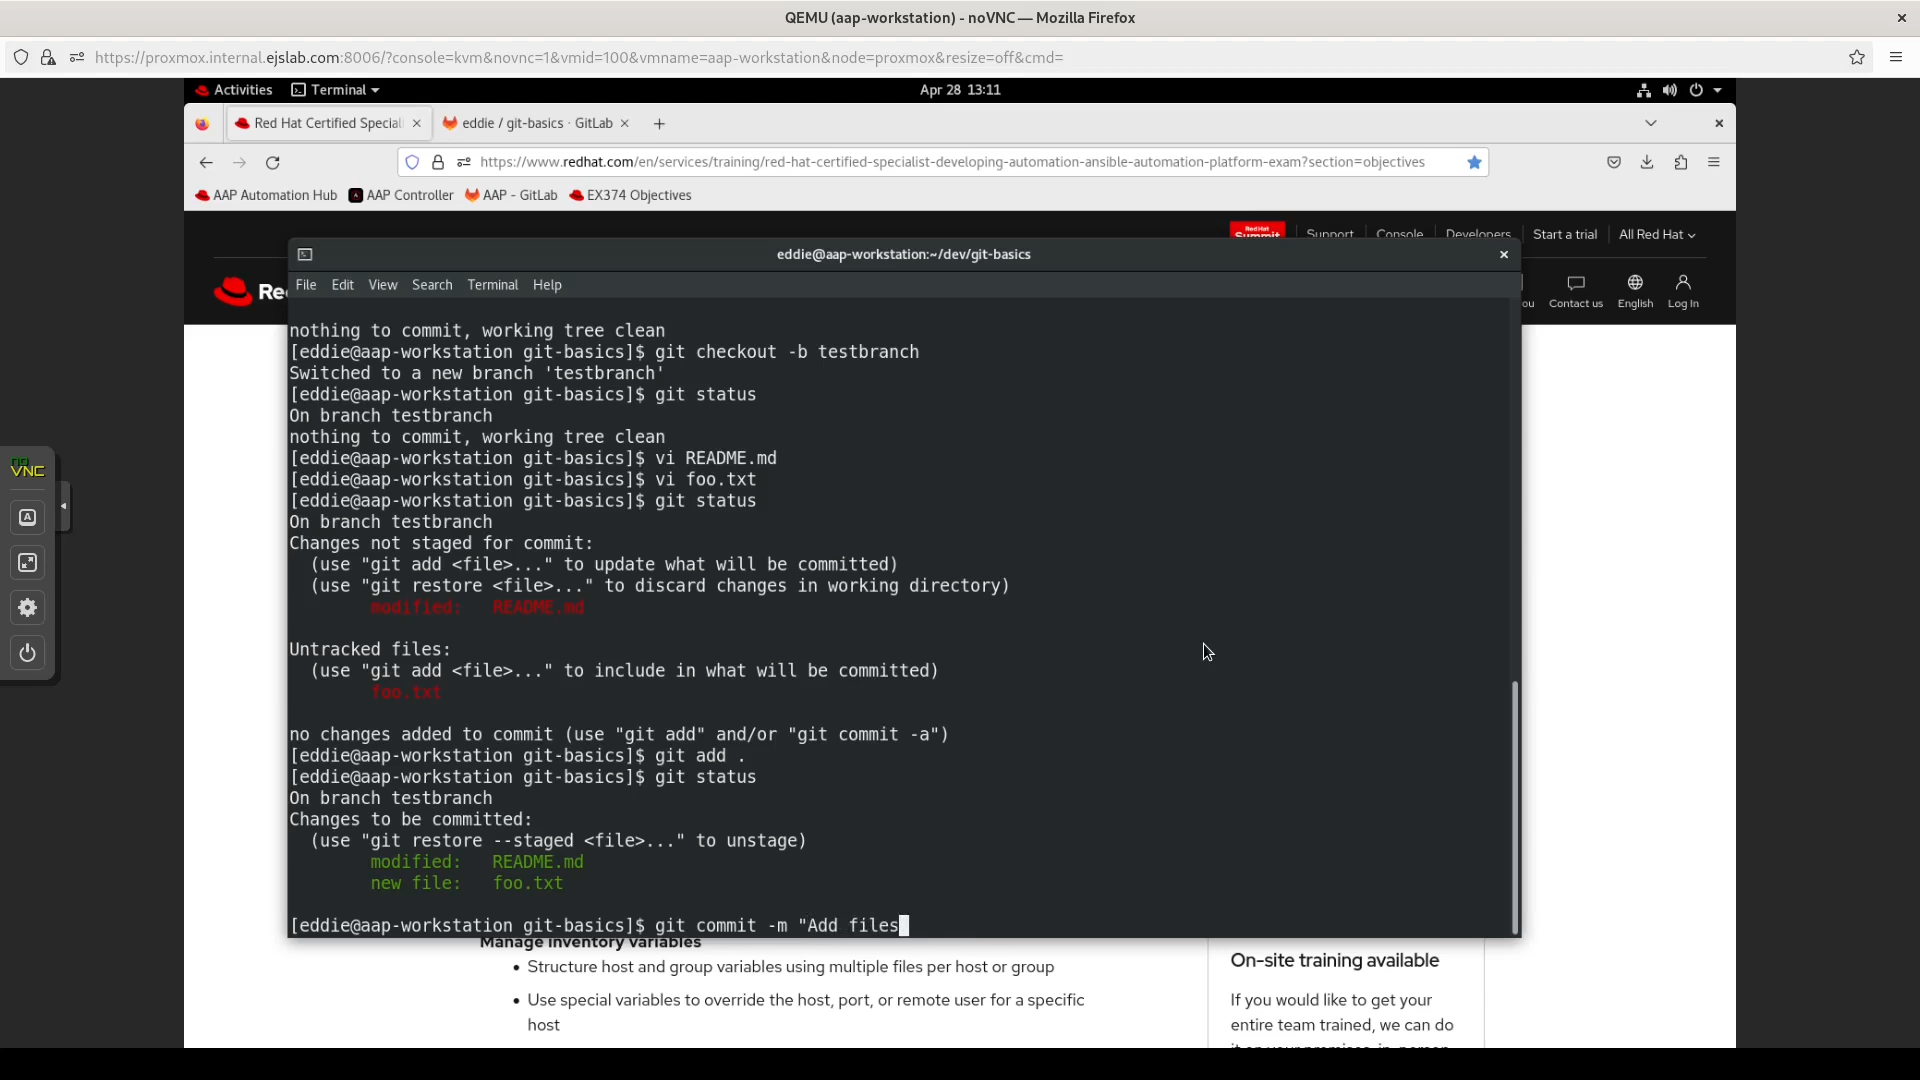 QEMU (aap-workstation) - noVNC — Mozilla Firefox
https://proxmox.internal.ejslab.com:8006/?console=kvm&novnc=1&vmid=100&vmname=aap-workstation&node=proxmox&resize=off&cmd=
Activities Terminal Apr 28 13:11
Red Hat Certified Special eddie / git-basics · GitLab
https://www.redhat.com/en/services/training/red-hat-certified-specialist-developing-automation-ansible-automation-platform-exam?section=objectives
AAP Automation Hub AAP Controller AAP - GitLab EX374 Objectives
Red Hat
Summit Support Console Developers Start a trial All Red Hat
eddie@aap-workstation:~/dev/git-basics
File Edit View Search Terminal Help
Re
ou Contact us English Log In
nothing to commit, working tree clean
[eddie@aap-workstation git-basics]$ git checkout -b testbranch
Switched to a new branch 'testbranch'
[eddie@aap-workstation git-basics]$ git status
On branch testbranch
nothing to commit, working tree clean
[eddie@aap-workstation git-basics]$ vi README.md
[eddie@aap-workstation git-basics]$ vi foo.txt
[eddie@aap-workstation git-basics]$ git status
On branch testbranch
Changes not staged for commit:
(use "git add <file>..." to update what will be committed)
(use "git restore <file>..." to discard changes in working directory)
modified: README.md
Untracked files:
(use "git add <file>..." to include in what will be committed)
foo.txt
no changes added to commit (use "git add" and/or "git commit -a")
[eddie@aap-workstation git-basics]$ git add .
[eddie@aap-workstation git-basics]$ git status
On branch testbranch
Changes to be committed:
(use "git restore --staged <file>..." to unstage)
modified: README.md
new file: foo.txt
[eddie@aap-workstation git-basics]$ git commit -m "Add files
no
VNC
A
Manage inventory variables
• Structure host and group variables using multiple files per host or group
• Use special variables to override the host, port, or remote user for a specific
host
On-site training available
If you would like to get your
entire team trained, we can do